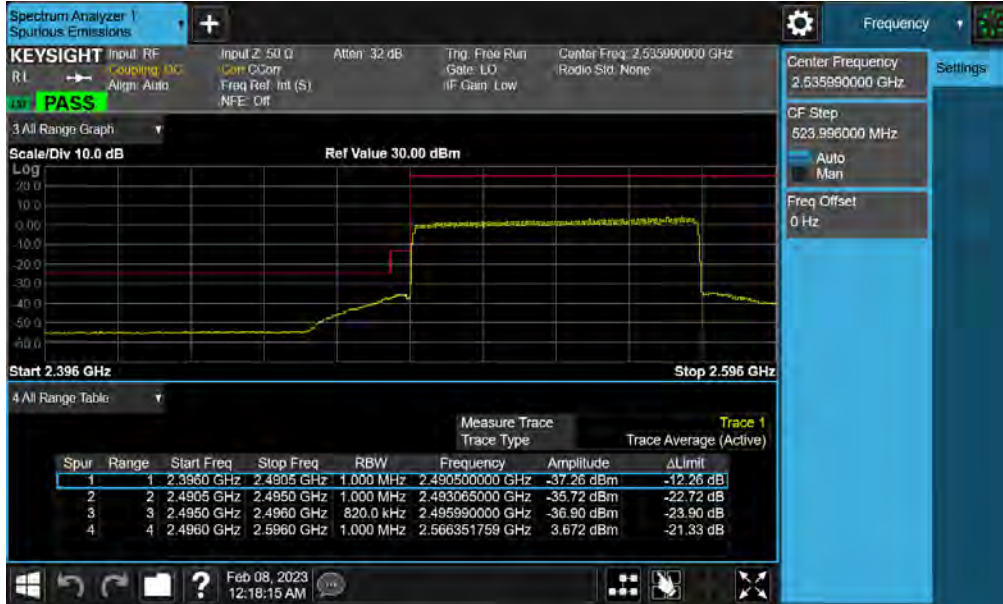 Spectrum Analyzer 1
Spurious Emissions
Frequency
KEYSIGHT
Input: RF
Coupling: DC
Align: Auto
Input Z: 50 Ω
Corr CCorr
Freq Ref: Int (S)
NFE: Off
Atten: 32 dB
Trig: Free Run
Gate: LO
IF Gain: Low
Center Freq: 2.535990000 GHz
Radio Std: None
PASS
Center Frequency
2.535990000 GHz
Settings
CF Step
523.996000 MHz
Auto
Man
Freq Offset
0 Hz
3 All Range Graph
Scale/Div 10.0 dB
Ref Value 30.00 dBm
Log
20.0
10.0
0.00
-10.0
-20.0
-30.0
-40.0
-50.0
-60.0
Start 2.396 GHz
Stop 2.596 GHz
4 All Range Table
Measure Trace Trace 1
Trace Type Trace Average (Active)
Spur Range Start Freq Stop Freq RBW Frequency Amplitude ΔLimit
1 1 2.3960 GHz 2.4905 GHz 1.000 MHz 2.490500000 GHz -37.26 dBm -12.26 dB
2 2 2.4905 GHz 2.4950 GHz 1.000 MHz 2.493065000 GHz -35.72 dBm -22.72 dB
3 3 2.4950 GHz 2.4960 GHz 820.0 kHz 2.495990000 GHz -36.90 dBm -23.90 dB
4 4 2.4960 GHz 2.5960 GHz 1.000 MHz 2.566351759 GHz 3.672 dBm -21.33 dB
?
Feb 08, 2023
12:18:15 AM